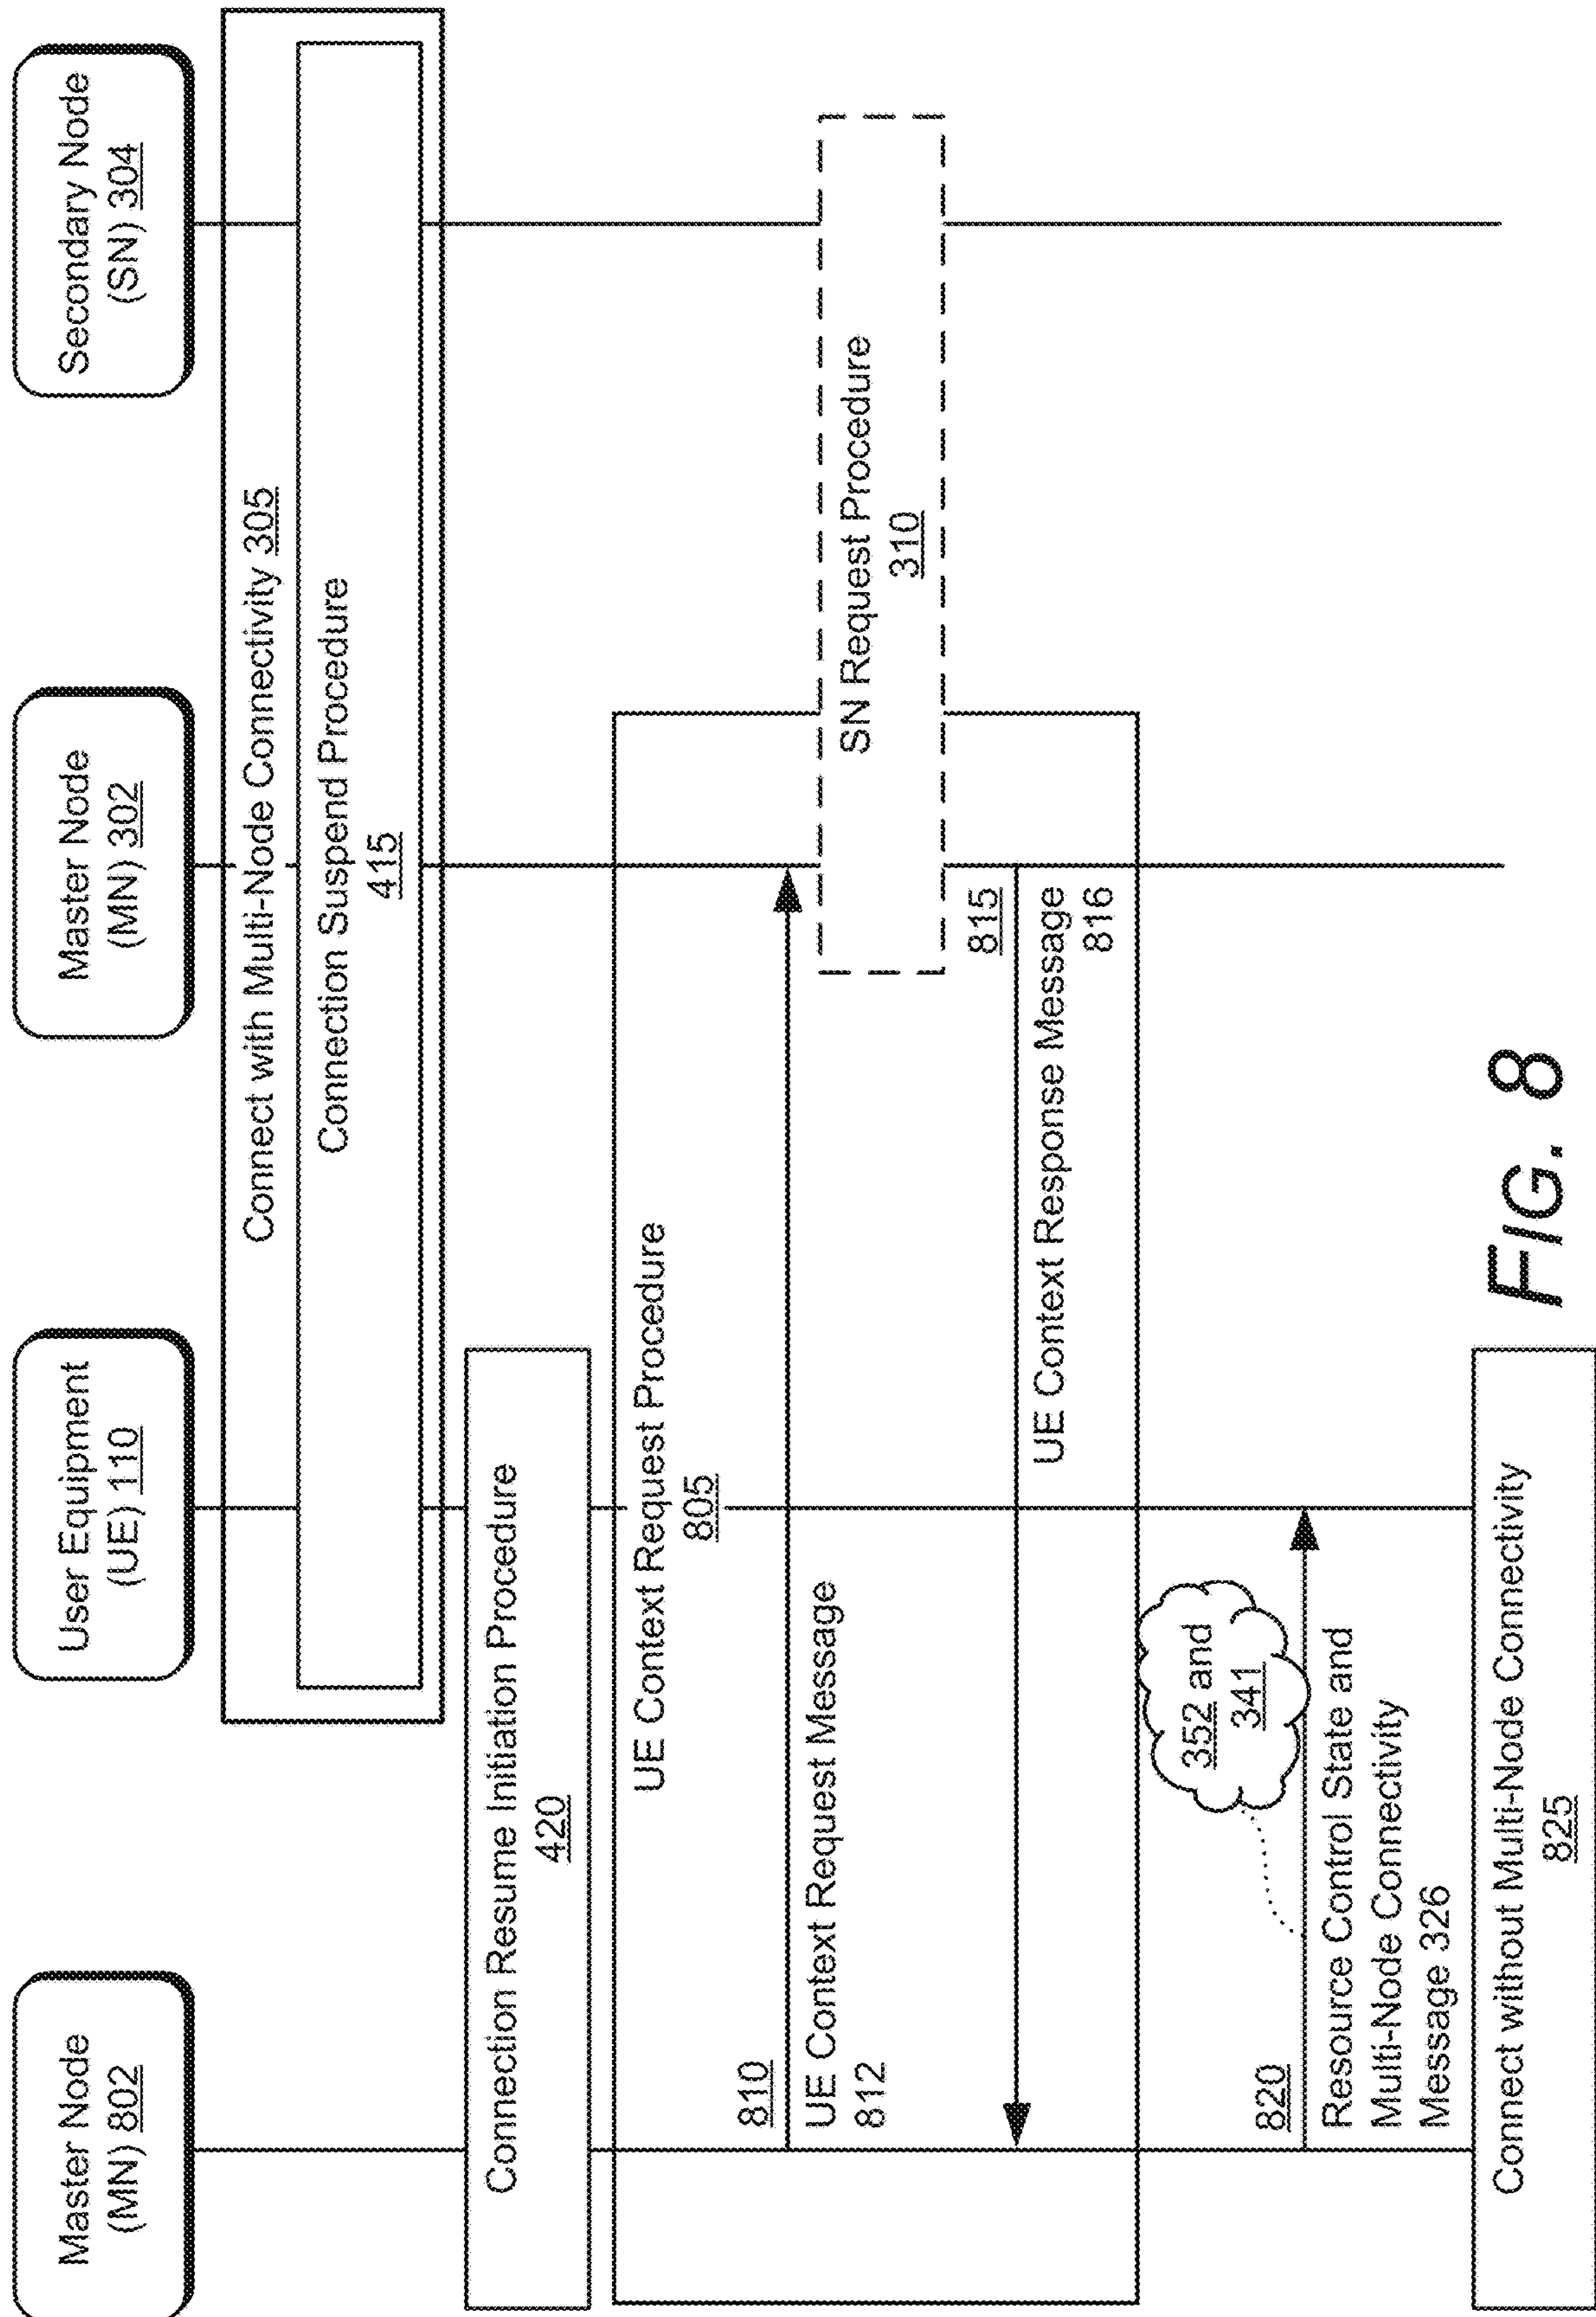 Master Node
(MN) 802
User Equipment
(UE) 110
Master Node
(MN) 302
Secondary Node
(SN) 304
Connect with Multi-Node Connectivity 305
Connection Suspend Procedure
415
Connection Resume Initiation Procedure
420
UE Context Request Procedure
805
810
UE Context Request Message
812
SN Request Procedure
310
815
UE Context Response Message
816
352 and
341
820
Resource Control State and
Multi-Node Connectivity
Message 326
Connect without Multi-Node Connectivity
825
FIG. 8